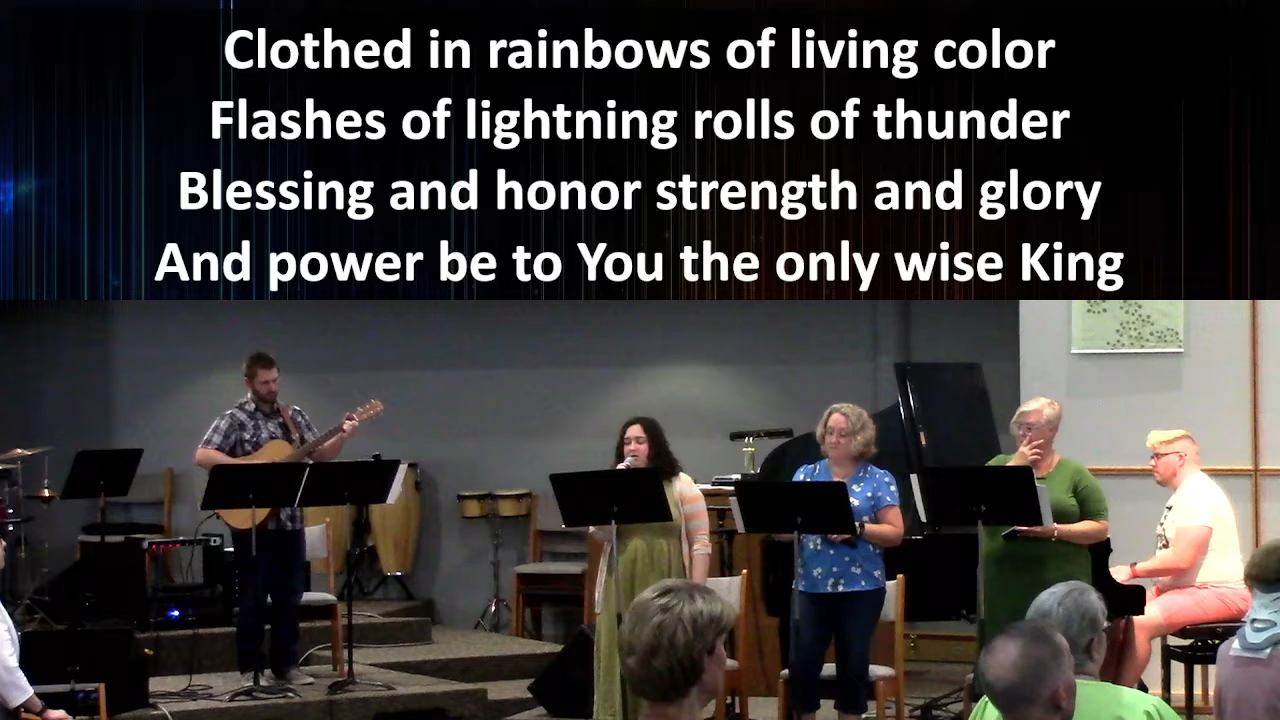 Clothed in rainbows of living color
Flashes of lightning rolls of thunder
Blessing and honor strength and glory
And power be to You the only wise King